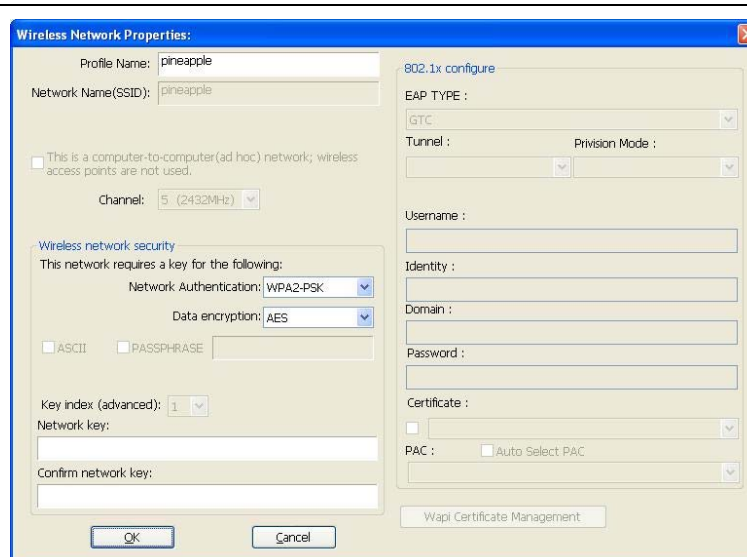 Wireless Network Properties:
Profile Name: pineapple
Network Name(SSID): pineapple
This is a computer-to-computer(ad hoc) network; wireless
access points are not used.
Channel: 5 (2432MHz)
Wireless network security
This network requires a key for the following:
Network Authentication: WPA2-PSK
Data encryption: AES
ASCII PASSPHRASE
Key index (advanced): 1
Network key:
Confirm network key:
OK Cancel
802.1x configure
EAP TYPE :
GTC
Tunnel : Privision Mode :
Username :
Identity :
Domain :
Password :
Certificate :
PAC : Auto Select PAC
Wapi Certificate Management